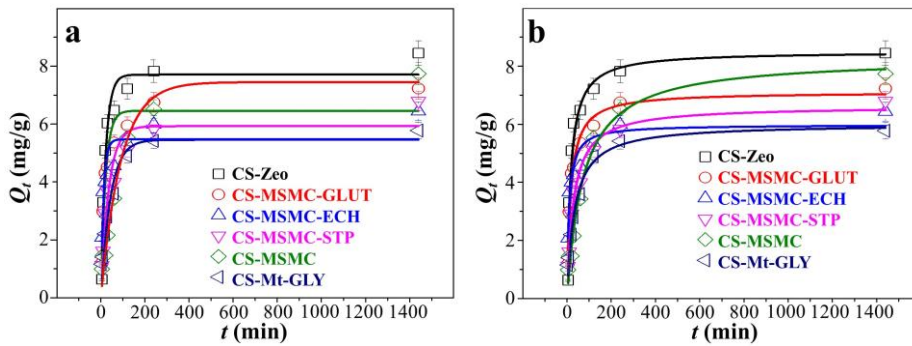 a
8
6
4
2
0
Qt (mg/g)
CS-Zeo
CS-MSMC-GLUT
CS-MSMC-ECH
CS-MSMC-STP
CS-MSMC
CS-Mt-GLY
0 200 400 600 800 1000 1200 1400
t (min)
b
8
6
4
2
0
Qt (mg/g)
CS-Zeo
CS-MSMC-GLUT
CS-MSMC-ECH
CS-MSMC-STP
CS-MSMC
CS-Mt-GLY
0 200 400 600 800 1000 1200 1400
t (min)